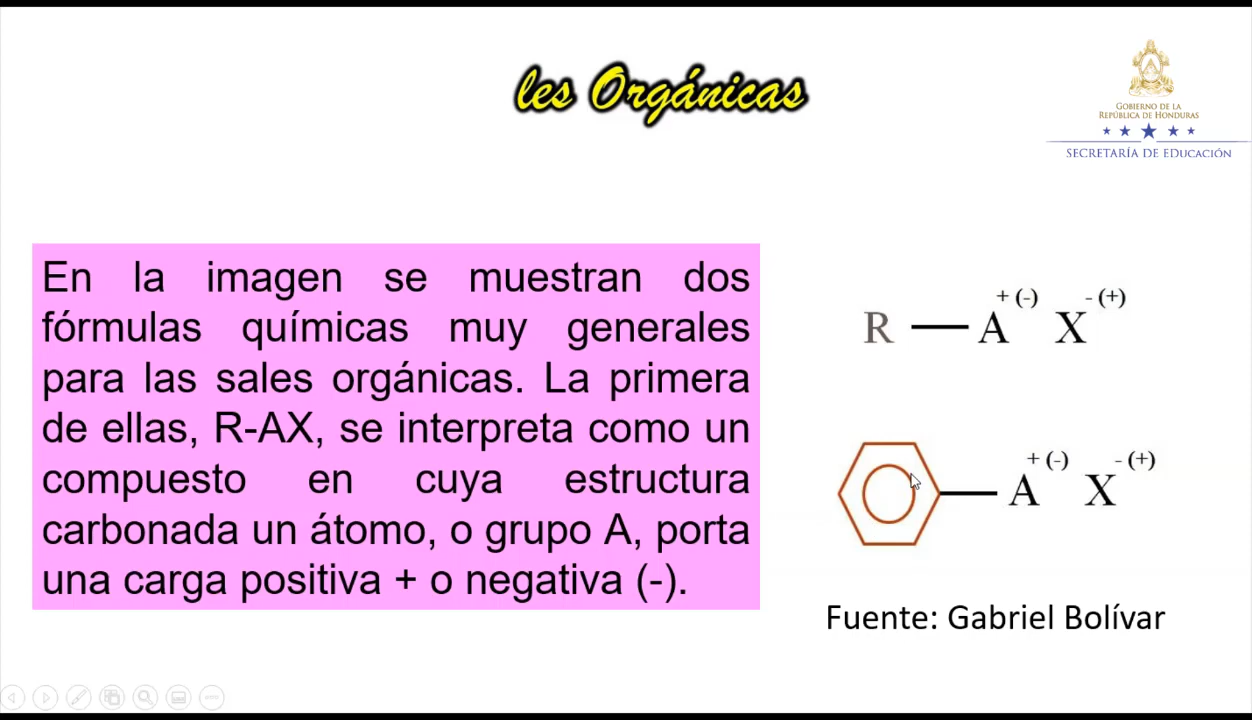 les Orgánicas
GOBIERNO DE LA
REPÚBLICA DE HONDURAS
SECRETARÍA DE EDUCACIÓN
En la imagen se muestran dos
fórmulas químicas muy generales
para las sales orgánicas. La primera
de ellas, R-AX, se interpreta como un
compuesto en cuya estructura
carbonada un átomo, o grupo A, porta
una carga positiva + o negativa (-).
R — A + (-) X - (+)
A + (-) X - (+)
Fuente: Gabriel Bolívar